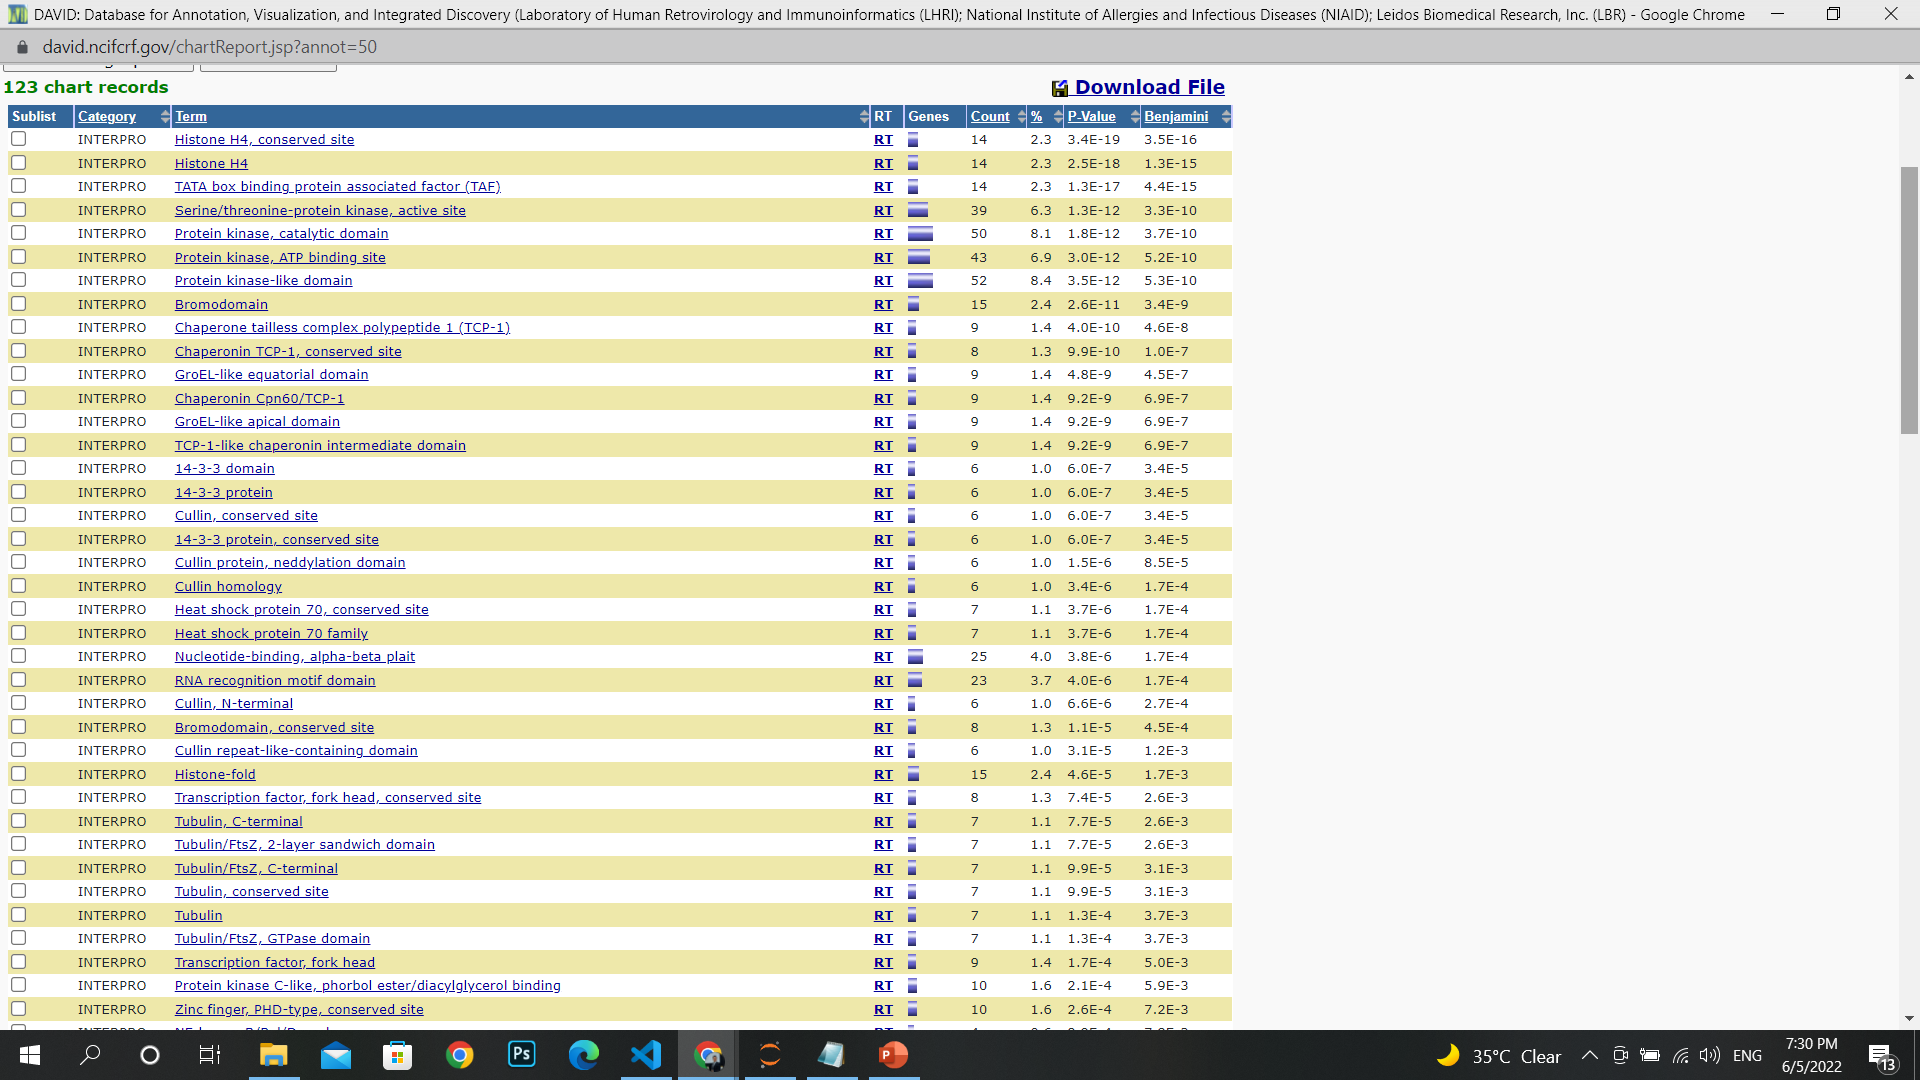 DAVID: Database for Annotation, Visualization, and Integrated Discovery (Laboratory of Human Retrovirology and Immunoinformatics (LHRI); National Institute of Allergies and Infectious Diseases (NIAID); Leidos Biomedical Research, Inc. (LBR) - Google Chrome
david.ncifcrf.gov/chartReport.jsp?annot=50
123 chart records Download File
Sublist Category Term RT Genes Count % P-Value Benjamini
INTERPRO Histone H4, conserved site RT 14 2.3 3.4E-19 3.5E-16
INTERPRO Histone H4 RT 14 2.3 2.5E-18 1.3E-15
INTERPRO TATA box binding protein associated factor (TAF) RT 14 2.3 1.3E-17 4.4E-15
INTERPRO Serine/threonine-protein kinase, active site RT 39 6.3 1.3E-12 3.3E-10
INTERPRO Protein kinase, catalytic domain RT 50 8.1 1.8E-12 3.7E-10
INTERPRO Protein kinase, ATP binding site RT 43 6.9 3.0E-12 5.2E-10
INTERPRO Protein kinase-like domain RT 52 8.4 3.5E-12 5.3E-10
INTERPRO Bromodomain RT 15 2.4 2.6E-11 3.4E-9
INTERPRO Chaperone tailless complex polypeptide 1 (TCP-1) RT 9 1.4 4.0E-10 4.6E-8
INTERPRO Chaperonin TCP-1, conserved site RT 8 1.3 9.9E-10 1.0E-7
INTERPRO GroEL-like equatorial domain RT 9 1.4 4.8E-9 4.5E-7
INTERPRO Chaperonin Cpn60/TCP-1 RT 9 1.4 9.2E-9 6.9E-7
INTERPRO GroEL-like apical domain RT 9 1.4 9.2E-9 6.9E-7
INTERPRO TCP-1-like chaperonin intermediate domain RT 9 1.4 9.2E-9 6.9E-7
INTERPRO 14-3-3 domain RT 6 1.0 6.0E-7 3.4E-5
INTERPRO 14-3-3 protein RT 6 1.0 6.0E-7 3.4E-5
INTERPRO Cullin, conserved site RT 6 1.0 6.0E-7 3.4E-5
INTERPRO 14-3-3 protein, conserved site RT 6 1.0 6.0E-7 3.4E-5
INTERPRO Cullin protein, neddylation domain RT 6 1.0 1.5E-6 8.5E-5
INTERPRO Cullin homology RT 6 1.0 3.4E-6 1.7E-4
INTERPRO Heat shock protein 70, conserved site RT 7 1.1 3.7E-6 1.7E-4
INTERPRO Heat shock protein 70 family RT 7 1.1 3.7E-6 1.7E-4
INTERPRO Nucleotide-binding, alpha-beta plait RT 25 4.0 3.8E-6 1.7E-4
INTERPRO RNA recognition motif domain RT 23 3.7 4.0E-6 1.7E-4
INTERPRO Cullin, N-terminal RT 6 1.0 6.6E-6 2.7E-4
INTERPRO Bromodomain, conserved site RT 8 1.3 1.1E-5 4.5E-4
INTERPRO Cullin repeat-like-containing domain RT 6 1.0 3.1E-5 1.2E-3
INTERPRO Histone-fold RT 15 2.4 4.6E-5 1.7E-3
INTERPRO Transcription factor, fork head, conserved site RT 8 1.3 7.4E-5 2.6E-3
INTERPRO Tubulin, C-terminal RT 7 1.1 7.7E-5 2.6E-3
INTERPRO Tubulin/FtsZ, 2-layer sandwich domain RT 7 1.1 7.7E-5 2.6E-3
INTERPRO Tubulin/FtsZ, C-terminal RT 7 1.1 9.9E-5 3.1E-3
INTERPRO Tubulin, conserved site RT 7 1.1 9.9E-5 3.1E-3
INTERPRO Tubulin RT 7 1.1 1.3E-4 3.7E-3
INTERPRO Tubulin/FtsZ, GTPase domain RT 7 1.1 1.3E-4 3.7E-3
INTERPRO Transcription factor, fork head RT 9 1.4 1.7E-4 5.0E-3
INTERPRO Protein kinase C-like, phorbol ester/diacylglycerol binding RT 10 1.6 2.1E-4 5.9E-3
INTERPRO Zinc finger, PHD-type, conserved site RT 10 1.6 2.6E-4 7.2E-3
Ps P 35°C Clear ENG 7:30 PM
6/5/2022 13